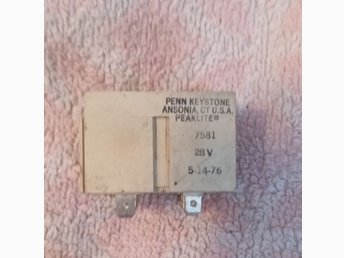 PENN KEYSTONE
ANSONIA, CT U.S.A.
PEAKLITE®
7581
28 V
5-14-76